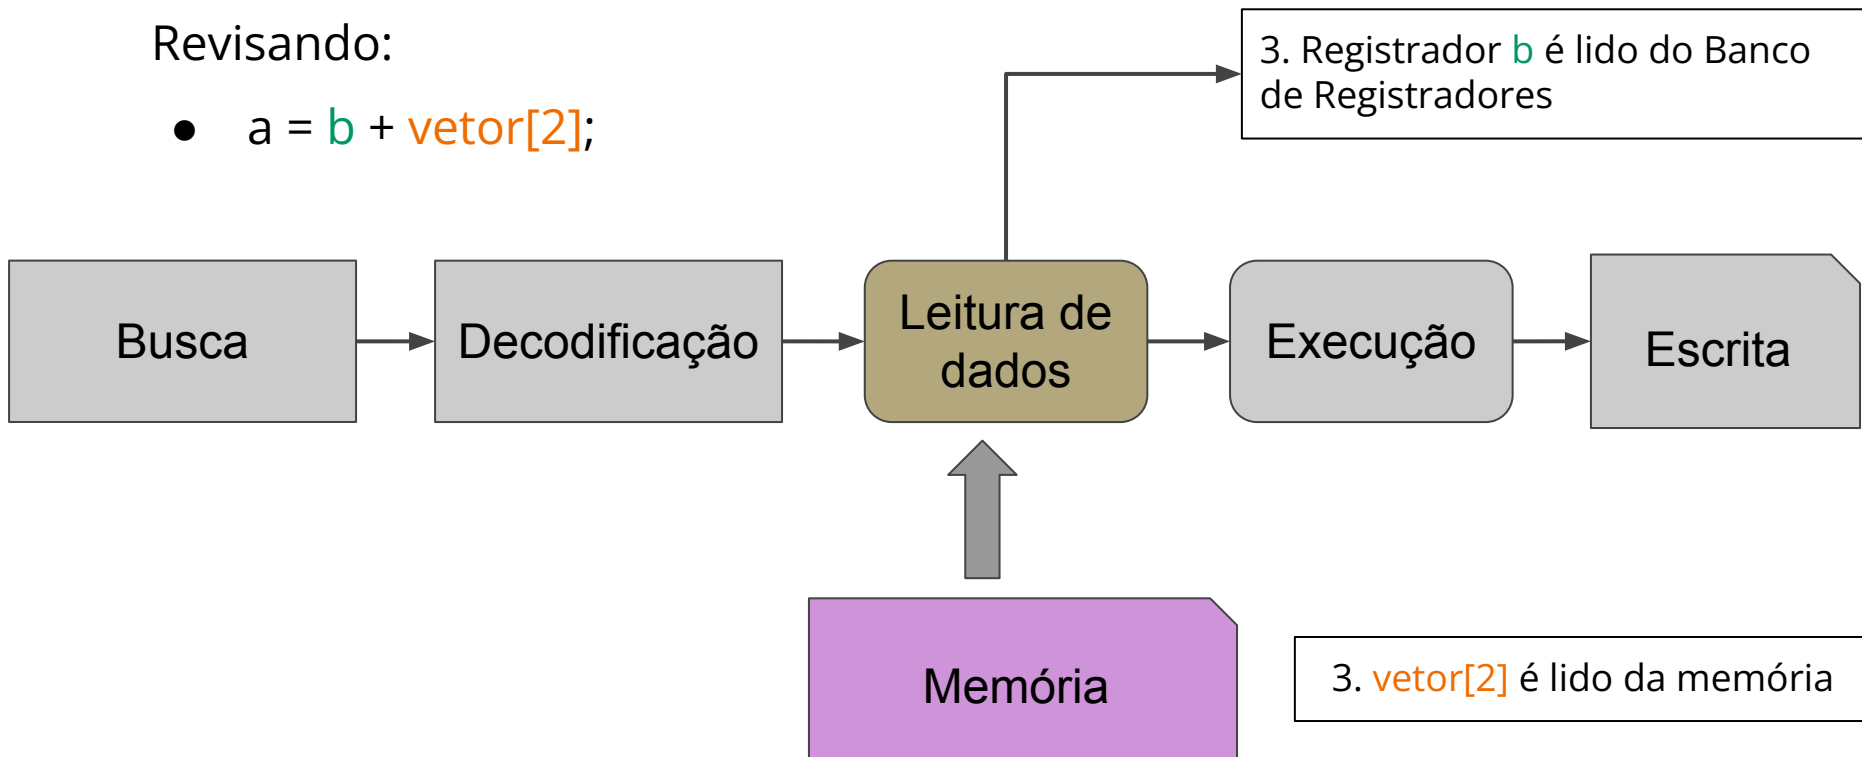 Revisando:
● a = b + vetor[2];
3. Registrador b é lido do Banco
de Registradores
Busca
Decodificação
Leitura de
dados
Execução
Escrita
Memória
3. vetor[2] é lido da memória